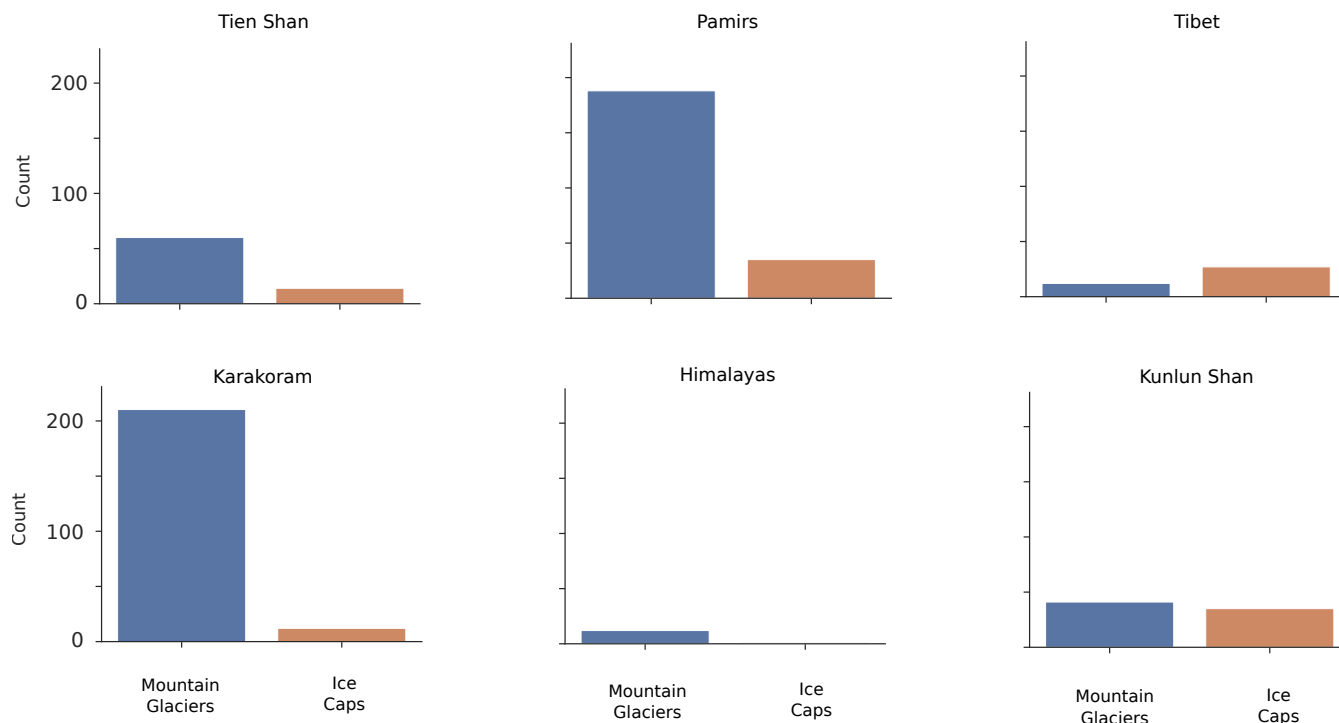 Tien Shan
Pamirs
Tibet
200
100
0
Count
Karakoram
Himalayas
Kunlun Shan
200
100
0
Count
Mountain
Glaciers
Ice
Caps
Mountain
Glaciers
Ice
Caps
Mountain
Glaciers
Ice
Caps